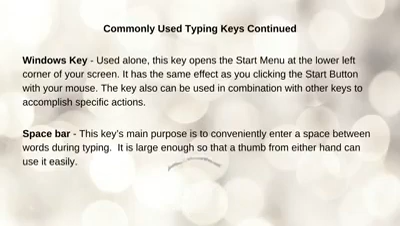 Commonly Used Typing Keys Continued
Windows Key - Used alone, this key opens the Start Menu at the lower left
corner of your screen. It has the same effect as you clicking the Start Button
with your mouse. The key also can be used in combination with other keys to
accomplish specific actions.
Space bar - This key's main purpose is to conveniently enter a space between
words during typing.  It is large enough so that a thumb from either hand can
use it easily.